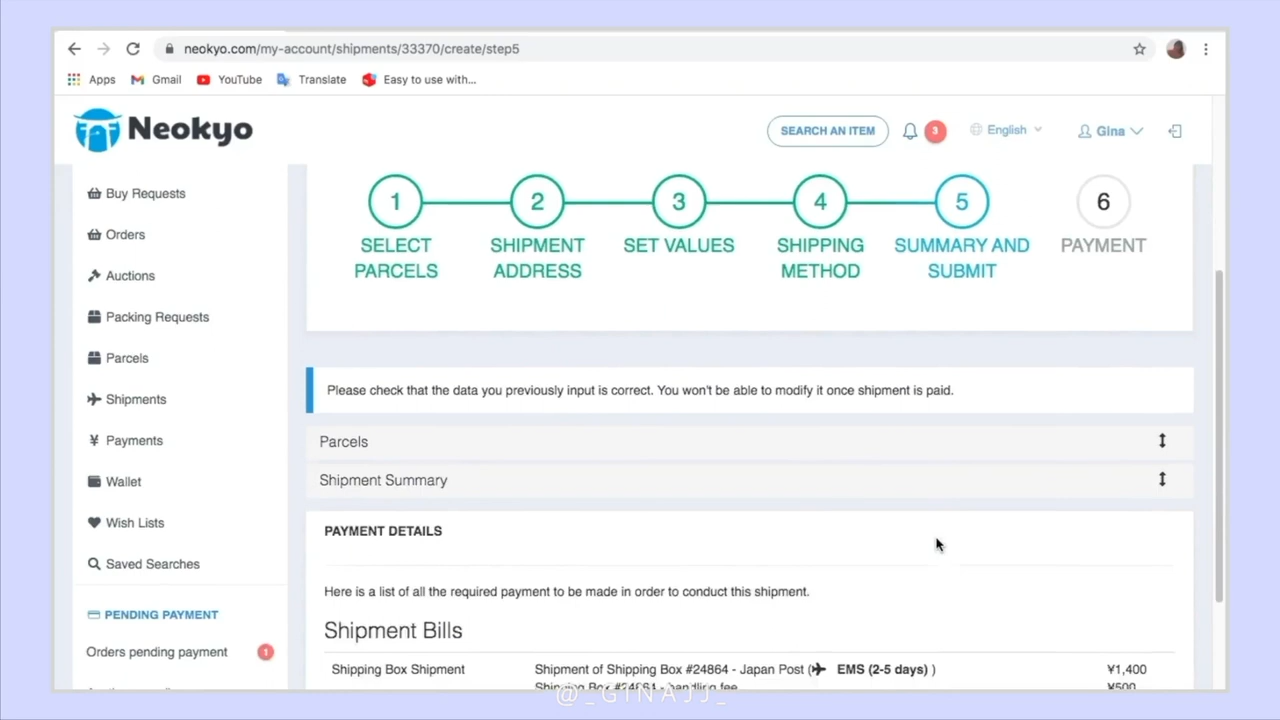 neokyo.com/my-account/shipments/33370/create/step5
Apps Gmail YouTube Translate Easy to use with...
Neokyo
SEARCH AN ITEM 3 English Gina
Buy Requests
Orders
Auctions
Packing Requests
Parcels
Shipments
¥ Payments
Wallet
Wish Lists
Saved Searches
PENDING PAYMENT
Orders pending payment 1
1 2 3 4 5 6
SELECT PARCELS
SHIPMENT ADDRESS
SET VALUES
SHIPPING METHOD
SUMMARY AND SUBMIT
PAYMENT
Please check that the data you previously input is correct. You won't be able to modify it once shipment is paid.
Parcels
Shipment Summary
PAYMENT DETAILS
Here is a list of all the required payment to be made in order to conduct this shipment.
Shipment Bills
Shipping Box Shipment Shipment of Shipping Box #24864 - Japan Post ( EMS (2-5 days) ) ¥1,400
Shipping Box #24864 - handling fee ¥500
@_GINAJJ_